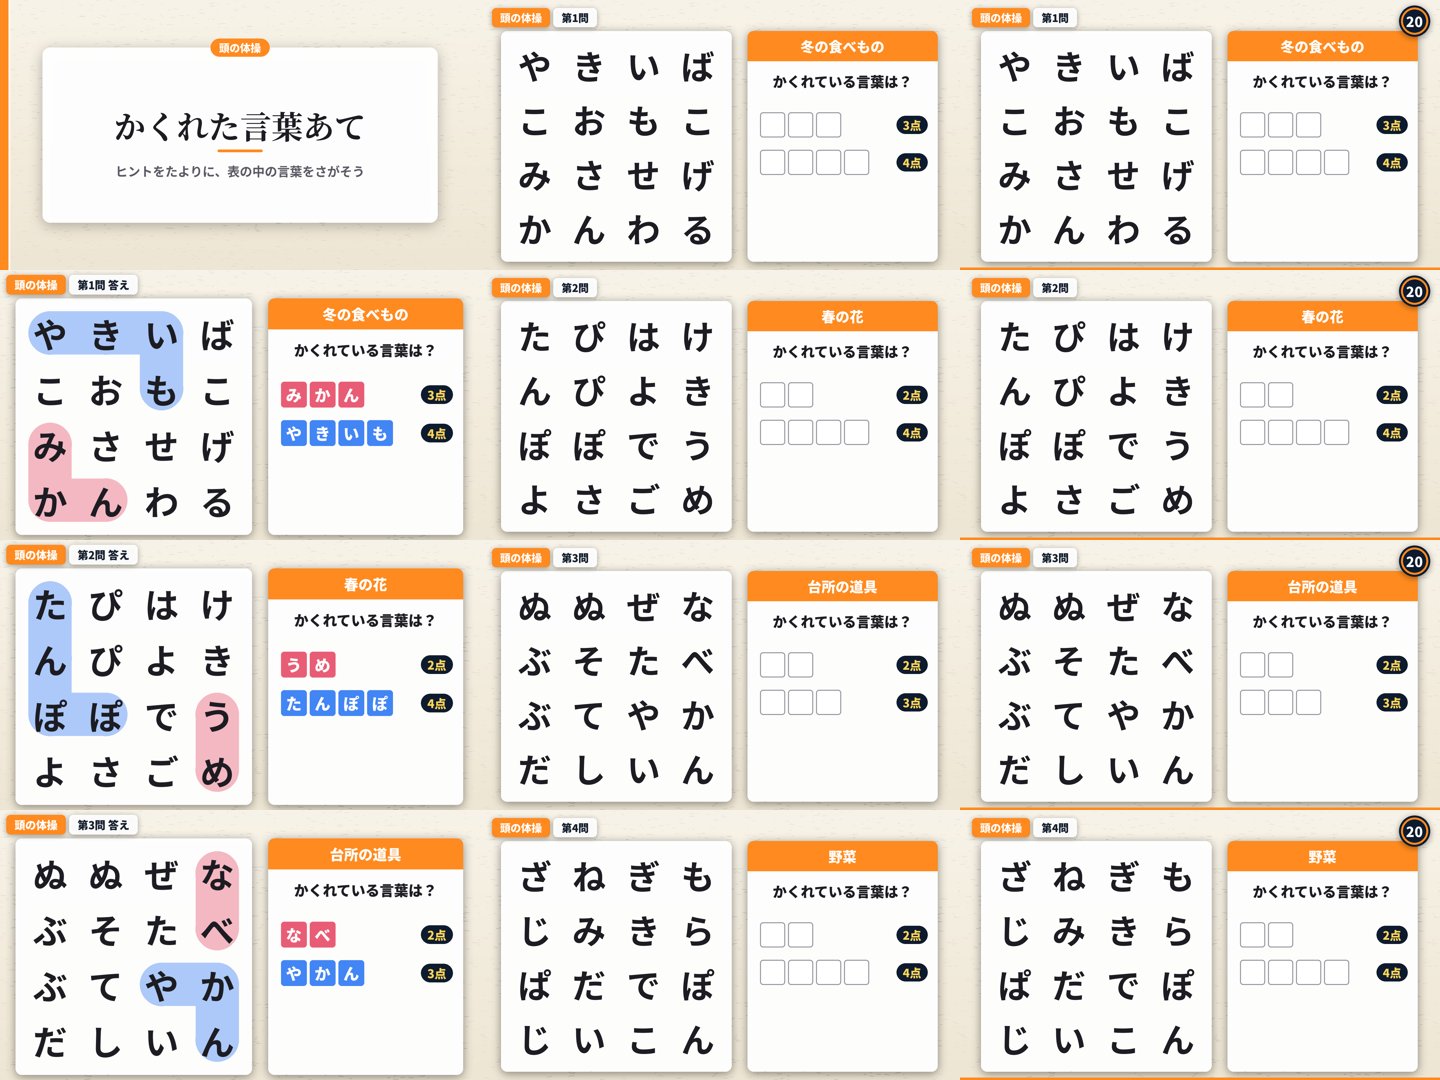 頭の体操
かくれた言葉あて
ヒントをたよりに、表の中の言葉をさがそう
頭の体操 第1問
やきいば
こおもこ
みさせげ
かんわる
冬の食べもの
かくれている言葉は？
3点
4点
頭の体操 第1問
20
やきいば
こおもこ
みさせげ
かんわる
冬の食べもの
かくれている言葉は？
3点
4点
頭の体操 第1問 答え
やきいば
こおもこ
みさせげ
かんわる
冬の食べもの
かくれている言葉は？
みかん 3点
やきいも 4点
頭の体操 第2問
たぴはけ
んぴよき
ぽぽでう
よさごめ
春の花
かくれている言葉は？
2点
4点
頭の体操 第2問
20
たぴはけ
んぴよき
ぽぽでう
よさごめ
春の花
かくれている言葉は？
2点
4点
頭の体操 第2問 答え
たぴはけ
んぴよき
ぽぽでう
よさごめ
春の花
かくれている言葉は？
うめ 2点
たんぽぽ 4点
頭の体操 第3問
ぬぬぜな
ぶそたべ
ぶてやか
だしいん
台所の道具
かくれている言葉は？
2点
3点
頭の体操 第3問
20
ぬぬぜな
ぶそたべ
ぶてやか
だしいん
台所の道具
かくれている言葉は？
2点
3点
頭の体操 第3問 答え
ぬぬぜな
ぶそたべ
ぶてやか
だしいん
台所の道具
かくれている言葉は？
なべ 2点
やかん 3点
頭の体操 第4問
ざねぎも
じみきら
ぱだでぽ
じいこん
野菜
かくれている言葉は？
2点
4点
頭の体操 第4問
20
ざねぎも
じみきら
ぱだでぽ
じいこん
野菜
かくれている言葉は？
2点
4点